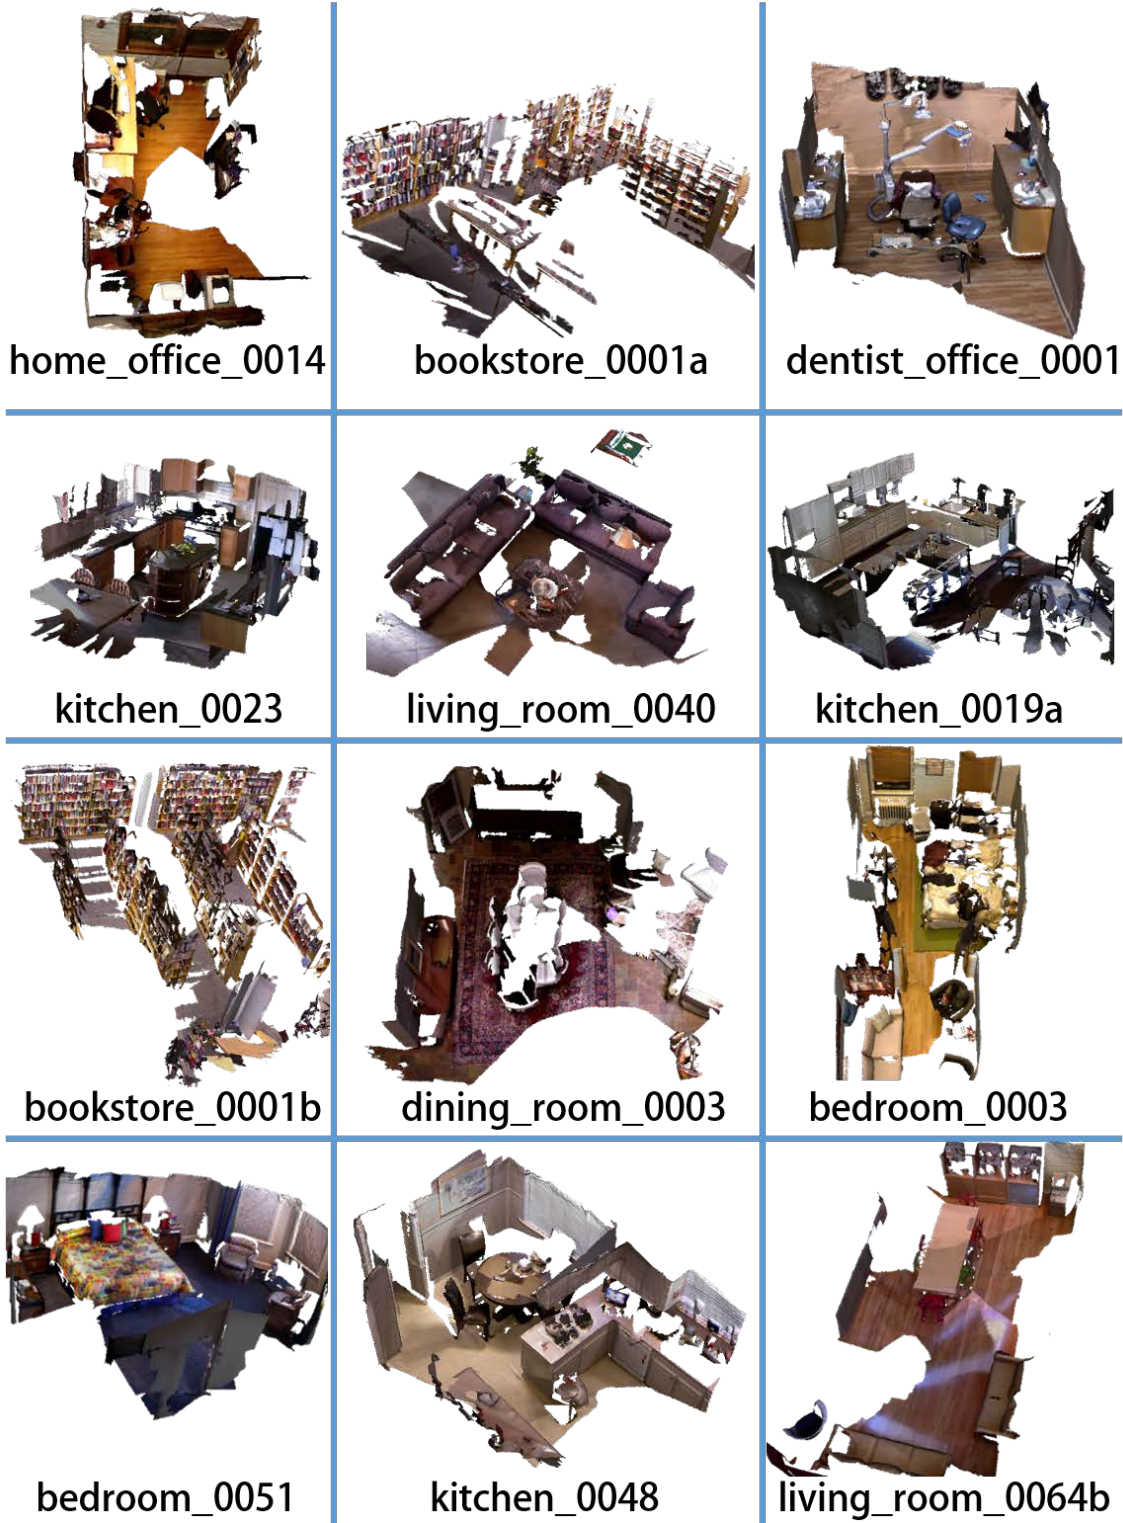 home_office_0014
bookstore_0001a
dentist_office_0001
kitchen_0023
living_room_0040
kitchen_0019a
bookstore_0001b
dining_room_0003
bedroom_0003
bedroom_0051
kitchen_0048
living_room_0064b